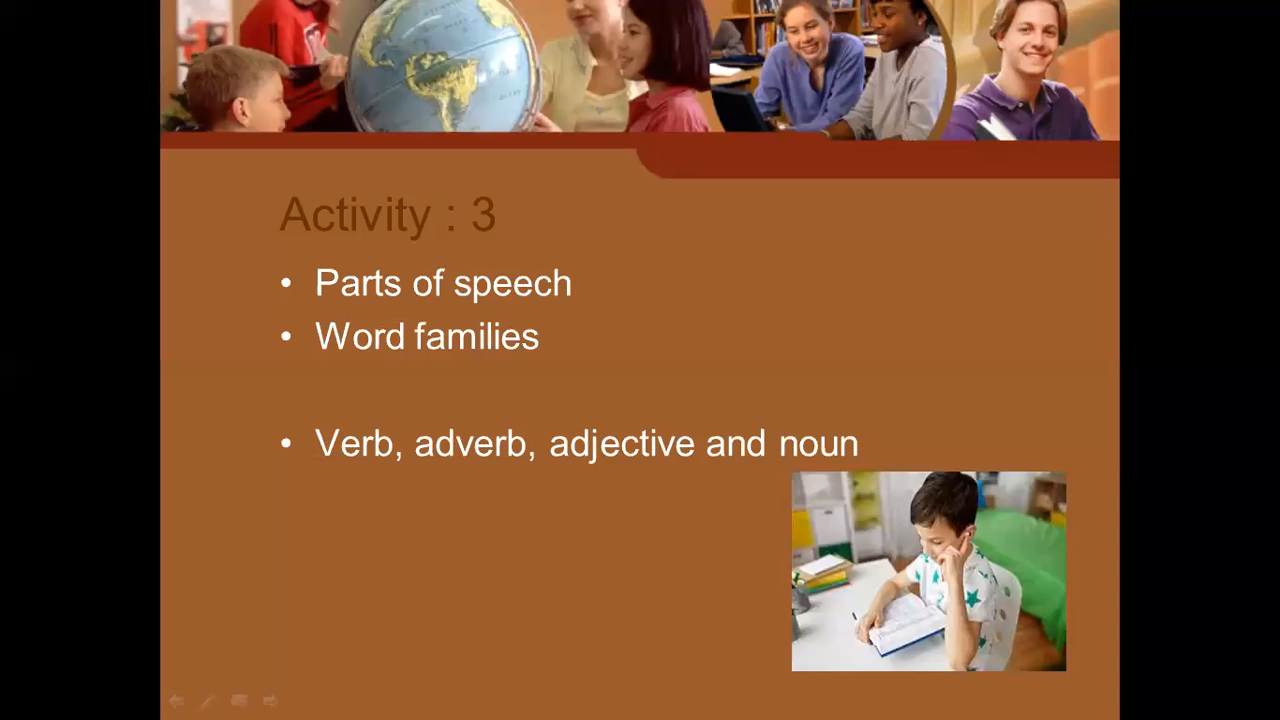 Activity : 3
• Parts of speech
• Word families
• Verb, adverb, adjective and noun